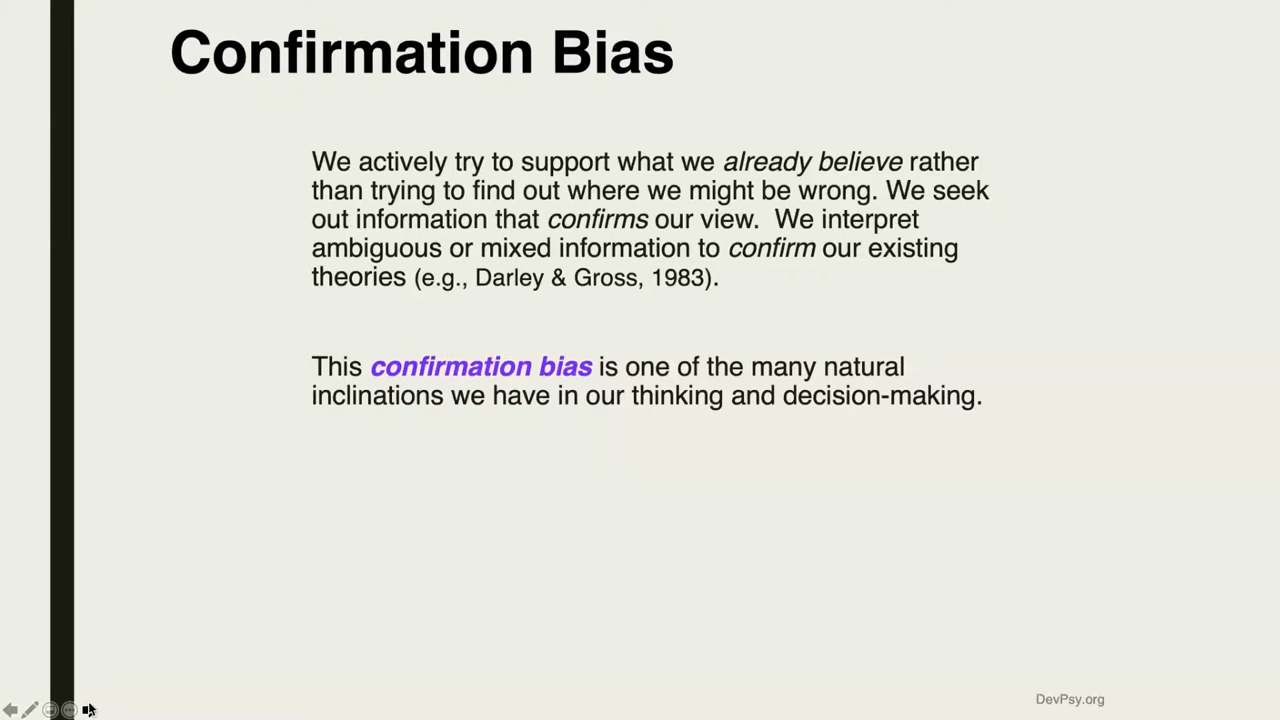 Confirmation Bias
We actively try to support what we already believe rather
than trying to find out where we might be wrong. We seek
out information that confirms our view.  We interpret
ambiguous or mixed information to confirm our existing
theories (e.g., Darley & Gross, 1983).
This confirmation bias is one of the many natural
inclinations we have in our thinking and decision-making.
DevPsy.org